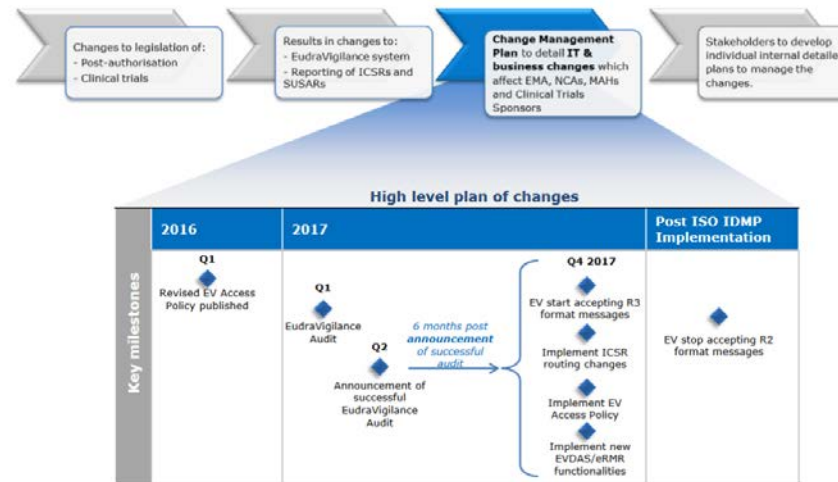 Changes to legislation of:
- Post-authorisation
- Clinical trials
Results in changes to:
- EudraVigilance system
- Reporting of ICSRs and
SUSARs
Change Management
Plan to detail IT &
business changes which
affect EMA, NCAs, MAHs
and Clinical Trials
Sponsors
Stakeholders to develop
individual internal detaile
plans to manage the
changes.
High level plan of changes
Key milestones
2016
2017
Post ISO IDMP
Implementation
Q1
Revised EV Access
Policy published
Q1
EudraVigilance
Audit
Q2
Announcement of
successful
EudraVigilance
Audit
6 months post
announcement
of successful
audit
Q4 2017
EV start accepting R3
format messages
Implement ICSR
routing changes
Implement EV
Access Policy
Implement new
EVDAS/eRMR
functionalities
EV stop accepting R2
format messages